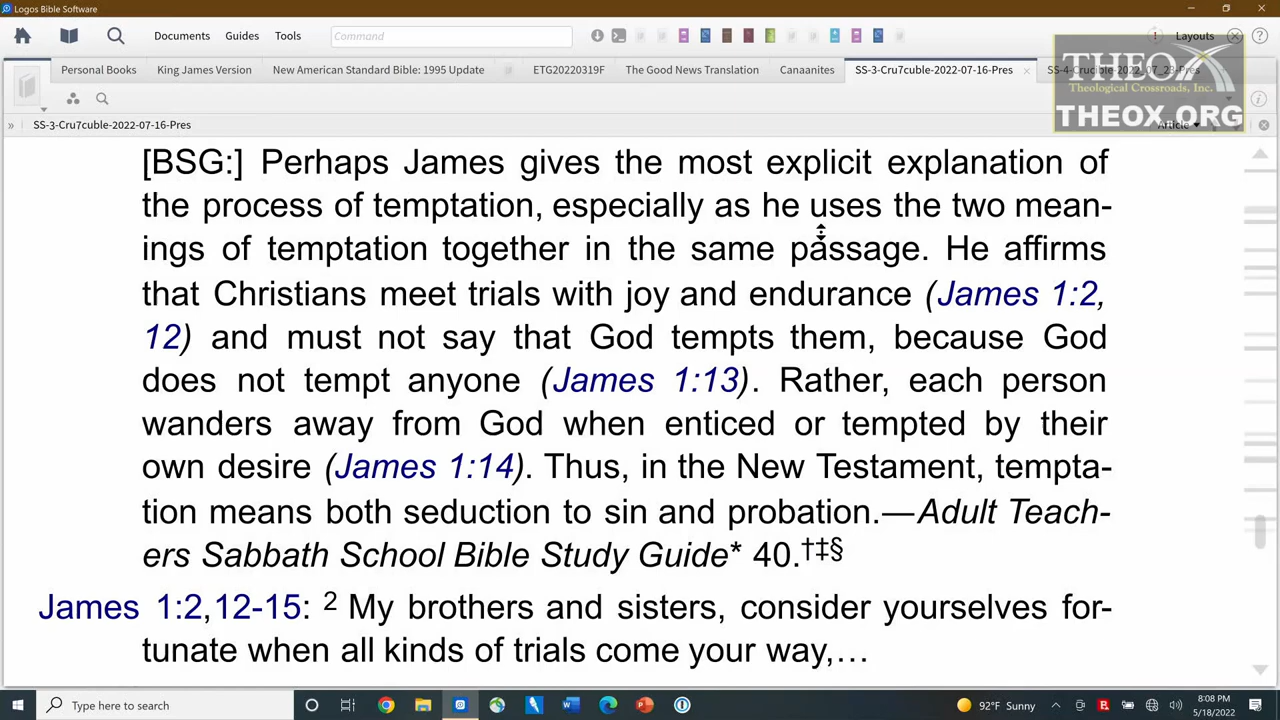 Logos Bible Software
Documents Guides Tools Command Layouts
Personal Books King James Version New American St ute ETG20220319F The Good News Translation Cananites SS-3-Cru7cuble-2022-07-16-Pres SS-4-Crucible-2022_07_23-Pres
THEOX
Theological Crossroads, Inc.
THEOX.ORG
SS-3-Cru7cuble-2022-07-16-Pres Article
[BSG:] Perhaps James gives the most explicit explanation of
the process of temptation, especially as he uses the two mean-
ings of temptation together in the same passage. He affirms
that Christians meet trials with joy and endurance (James 1:2,
12) and must not say that God tempts them, because God
does not tempt anyone (James 1:13). Rather, each person
wanders away from God when enticed or tempted by their
own desire (James 1:14). Thus, in the New Testament, tempta-
tion means both seduction to sin and probation.—Adult Teach-
ers Sabbath School Bible Study Guide* 40.†‡§
James 1:2,12-15: 2 My brothers and sisters, consider yourselves for-
tunate when all kinds of trials come your way,…
Type here to search 92°F Sunny 8:08 PM
5/18/2022